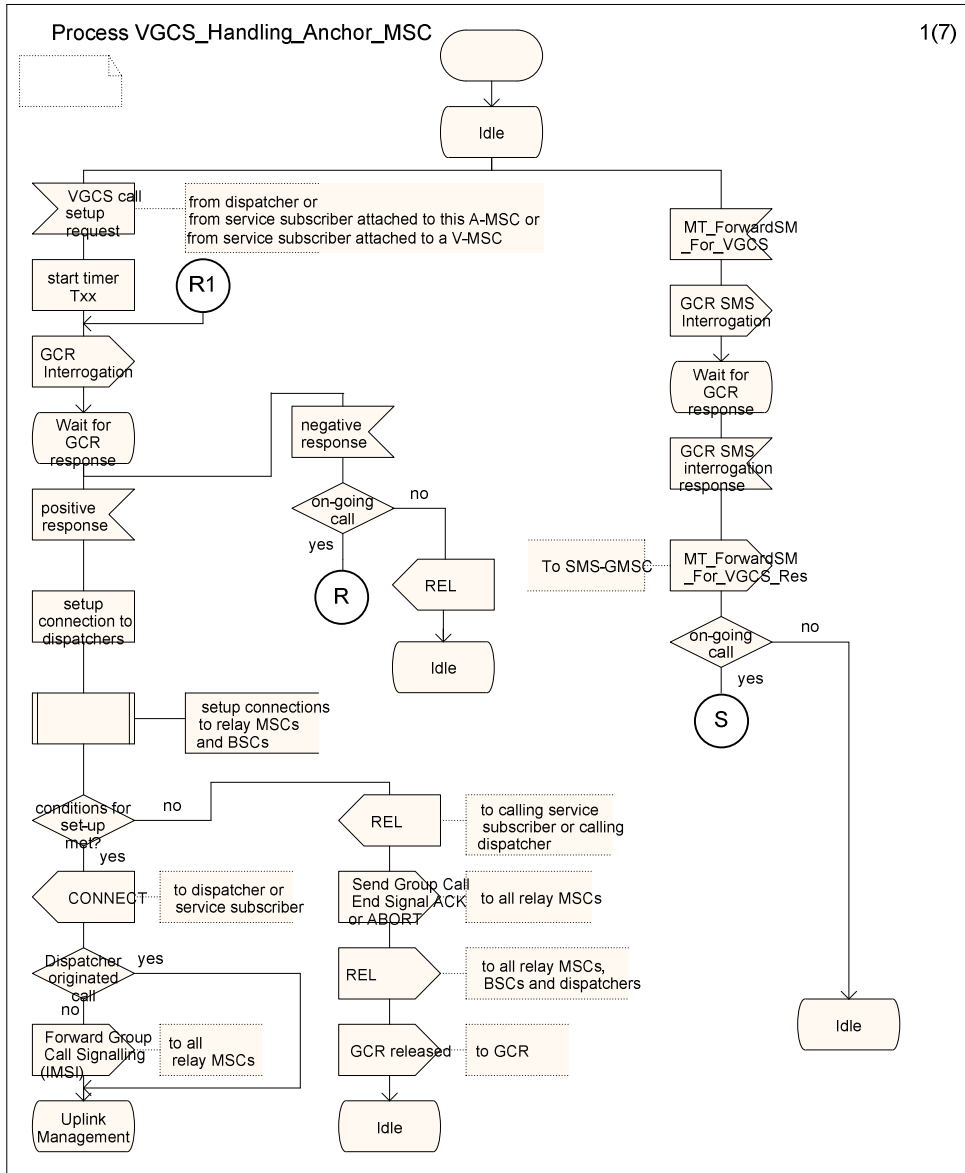 Process VGCS_Handling_Anchor_MSC
1(7)
Idle
VGCS call
setup
request
from dispatcher or
from service subscriber attached to this A-MSC or
from service subscriber attached to a V-MSC
start timer
Txx
R1
GCR
Interrogation
Wait for
GCR
response
negative
response
positive
response
on-going
call
no
yes
R
REL
Idle
setup
connection to
dispatchers
setup connections
to relay MSCs
and BSCs
conditions for
set-up
met?
no
yes
REL
to calling service
subscriber or calling
dispatcher
CONNECT
to dispatcher or
service subscriber
Send Group Call
End Signal ACK
or ABORT
to all relay MSCs
Dispatcher
originated
call
yes
no
REL
to all relay MSCs,
BSCs and dispatchers
Forward Group
Call Signalling
(IMSI)
to all
relay MSCs
GCR released
to GCR
Uplink
Management
Idle
MT_ForwardSM
_For_VGCS
GCR SMS
Interrogation
Wait for
GCR
response
GCR SMS
interrogation
response
To SMS-GMSC
MT_ForwardSM
_For_VGCS_Res
on-going
call
no
yes
S
Idle